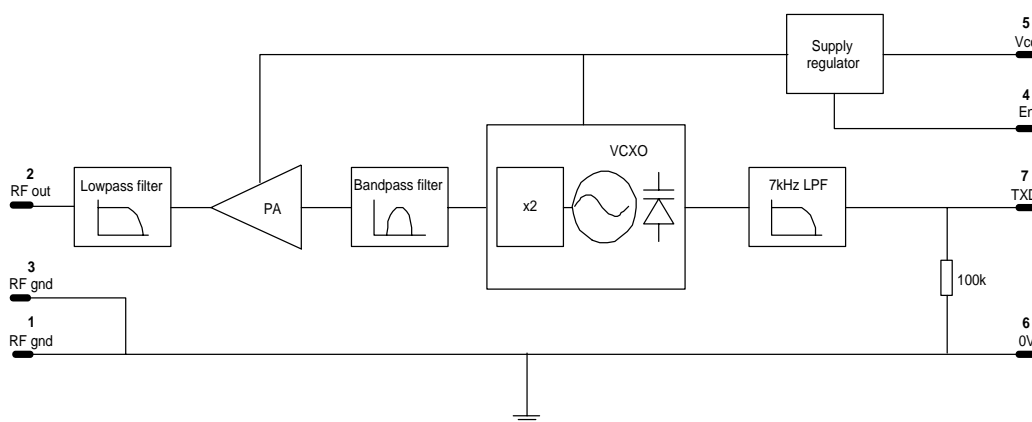 5
Vcc
Supply
regulator
4
En
VCXO
2
RF out
Lowpass filter
PA
Bandpass filter
x2
7kHz LPF
7
TXD
3
RF gnd
100k
1
RF gnd
6
0V